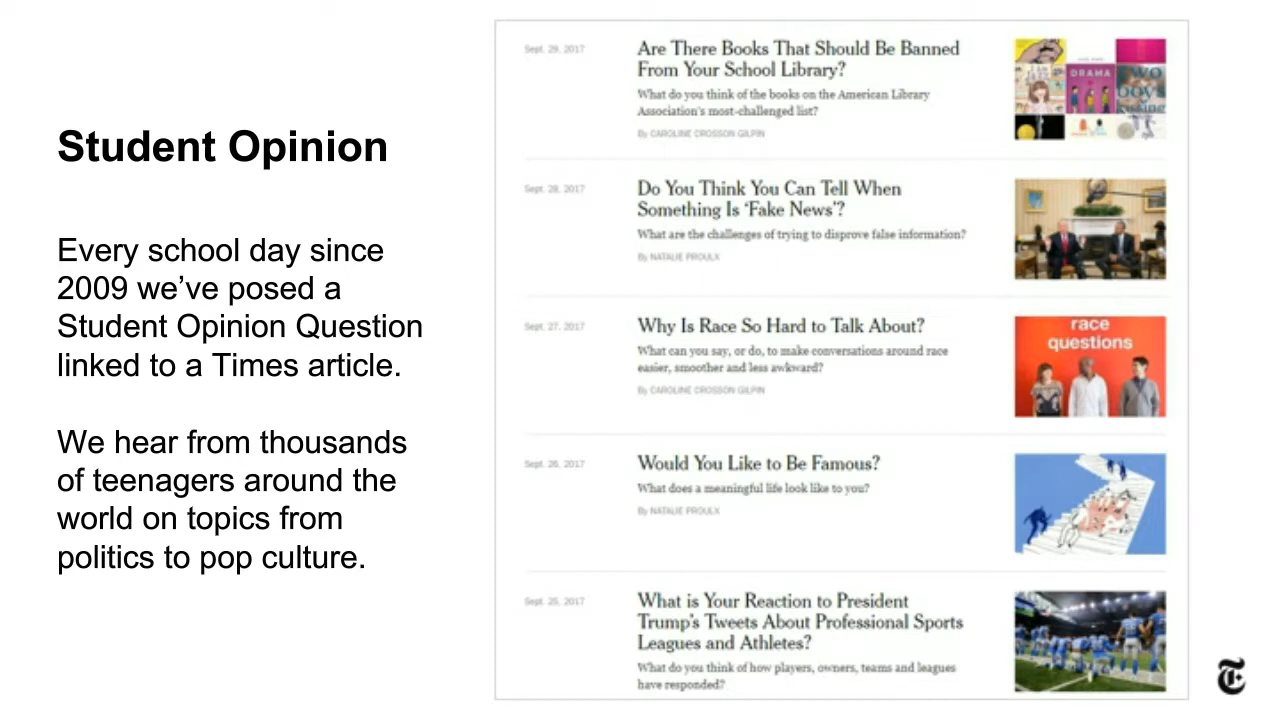 Student Opinion
Every school day since
2009 we've posed a
Student Opinion Question
linked to a Times article.
We hear from thousands
of teenagers around the
world on topics from
politics to pop culture.
Sept. 29, 2017
Are There Books That Should Be Banned
From Your School Library?
What do you think of the books on the American Library
Association's most-challenged list?
By CAROLINE CROSSON GILPIN
DRAMA
two
boys
kissing
Sept. 28, 2017
Do You Think You Can Tell When
Something Is 'Fake News'?
What are the challenges of trying to disprove false information?
By NATALIE PROULX
Sept. 27, 2017
Why Is Race So Hard to Talk About?
What can you say, or do, to make conversations around race
easier, smoother and less awkward?
By CAROLINE CROSSON GILPIN
race
questions
Sept. 26, 2017
Would You Like to Be Famous?
What does a meaningful life look like to you?
By NATALIE PROULX
Sept. 25, 2017
What is Your Reaction to President
Trump's Tweets About Professional Sports
Leagues and Athletes?
What do you think of how players, owners, teams and leagues
have responded?
T